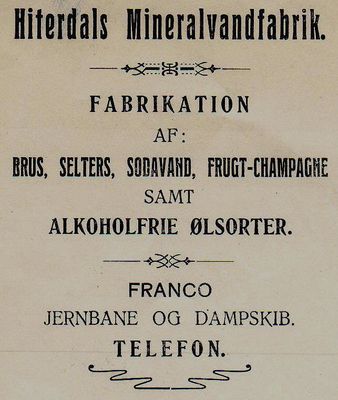 Hiterdals Mineralvandfabrik.
FABRIKATION
AF:
BRUS, SELTERS, SODAVAND, FRUGT-CHAMPAGNE
SAMT
ALKOHOLFRIE ØLSORTER.
FRANCO
JERNBANE OG DAMPSKIB.
TELEFON.